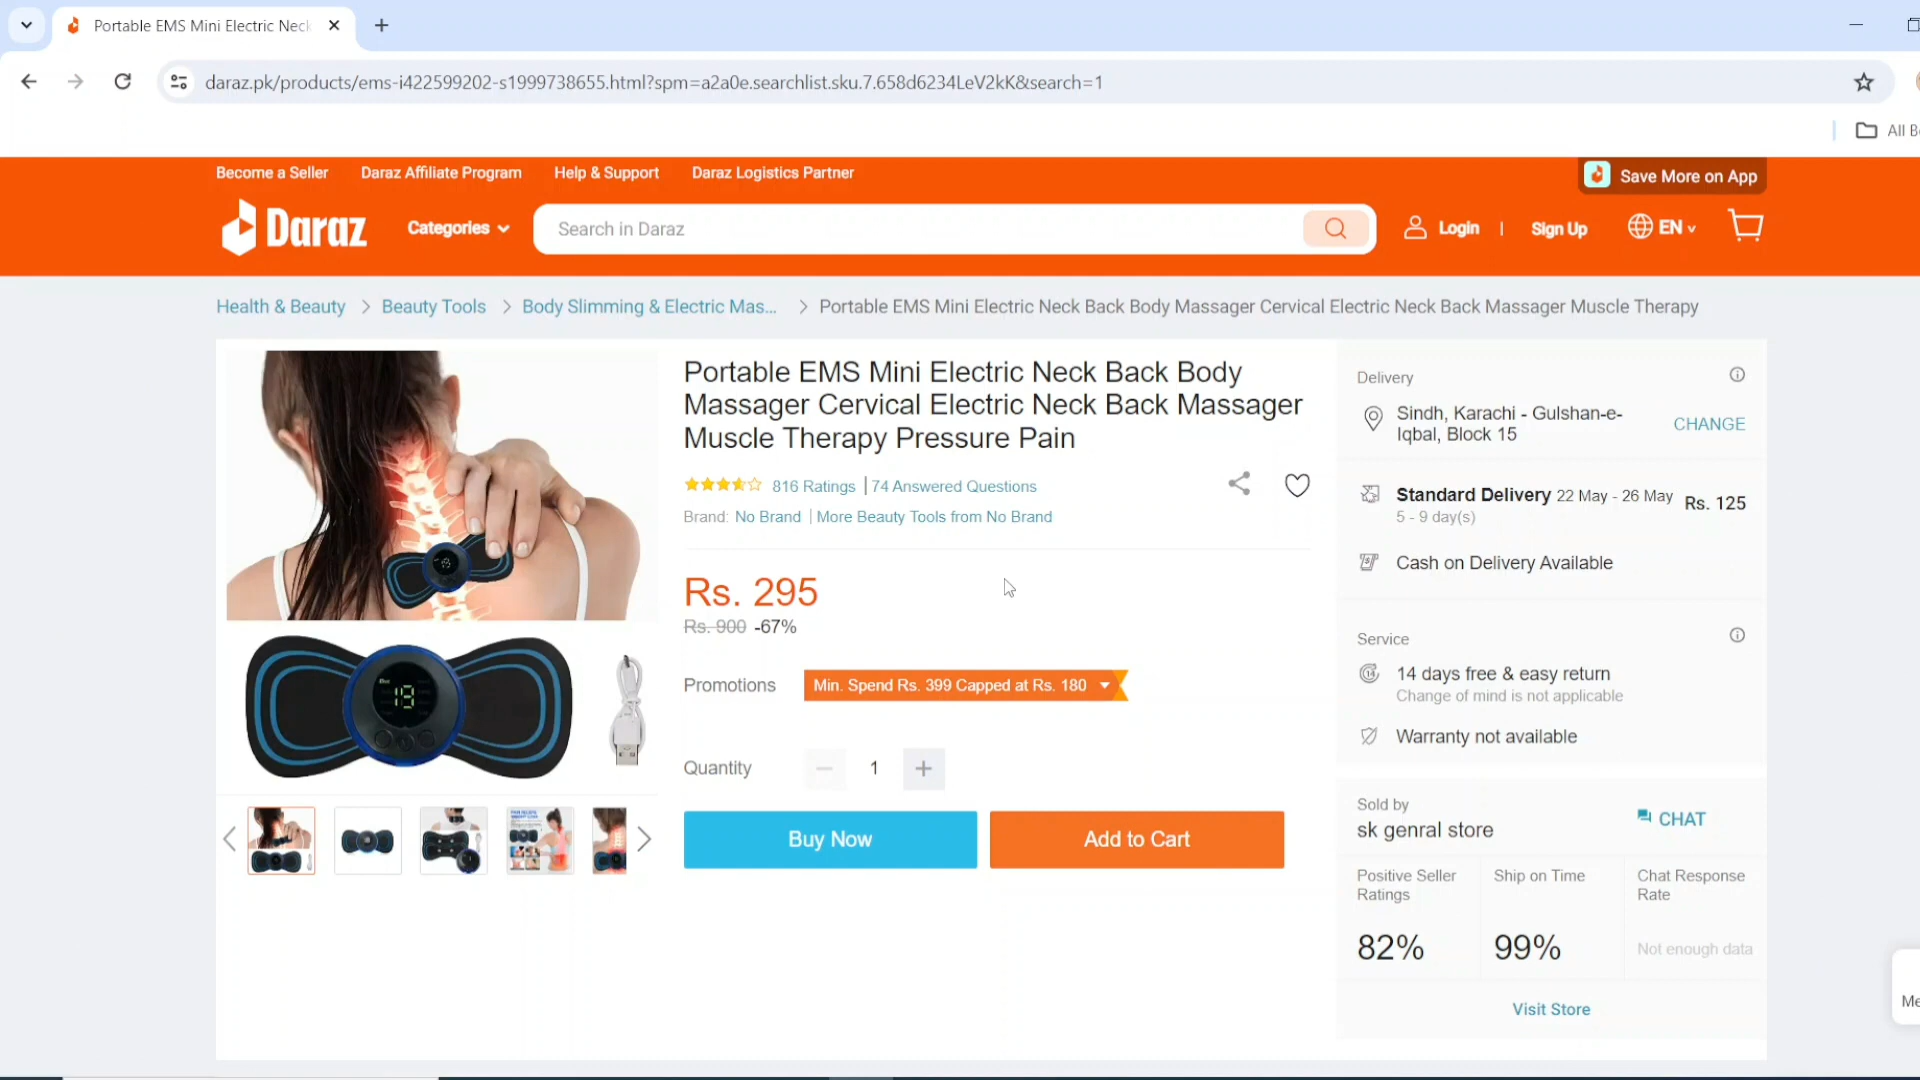 Portable EMS Mini Electric Neck
daraz.pk/products/ems-i422599202-s1999738655.html?spm=a2a0e.searchlist.sku.7.658d6234LeV2kK&search=1
All B
Become a Seller
Daraz Affiliate Program
Help & Support
Daraz Logistics Partner
Save More on App
Daraz
Categories
Search in Daraz
Login | Sign Up
EN
Health & Beauty > Beauty Tools > Body Slimming & Electric Mas... > Portable EMS Mini Electric Neck Back Body Massager Cervical Electric Neck Back Massager Muscle Therapy
Portable EMS Mini Electric Neck Back Body
Massager Cervical Electric Neck Back Massager
Muscle Therapy Pressure Pain
816 Ratings | 74 Answered Questions
Brand: No Brand | More Beauty Tools from No Brand
Rs. 295
Rs. 900 -67%
Promotions
Min. Spend Rs. 399 Capped at Rs. 180
Quantity
1
Buy Now
Add to Cart
19
Delivery
Sindh, Karachi - Gulshan-e-
Iqbal, Block 15
CHANGE
Standard Delivery 22 May - 26 May
Rs. 125
5 - 9 day(s)
Cash on Delivery Available
Service
14 days free & easy return
Change of mind is not applicable
Warranty not available
Sold by
sk genral store
CHAT
Positive Seller
Ratings
82%
Ship on Time
99%
Chat Response
Rate
Not enough data
Visit Store
Me